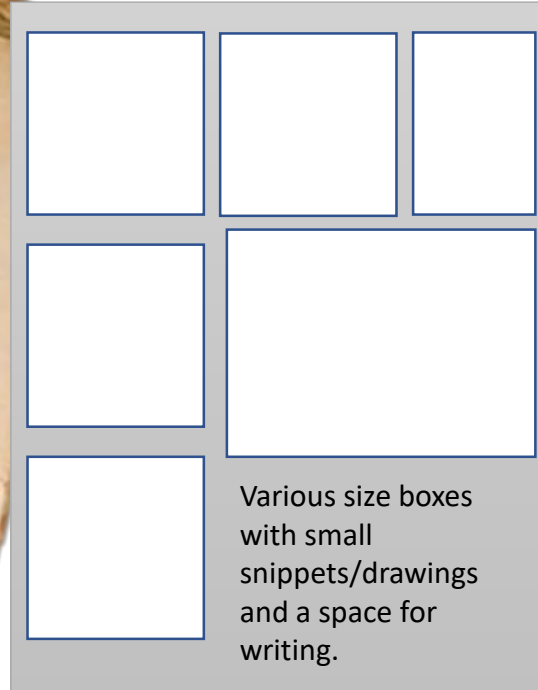 Various size boxes
with small
snippets/drawings
and a space for
writing.